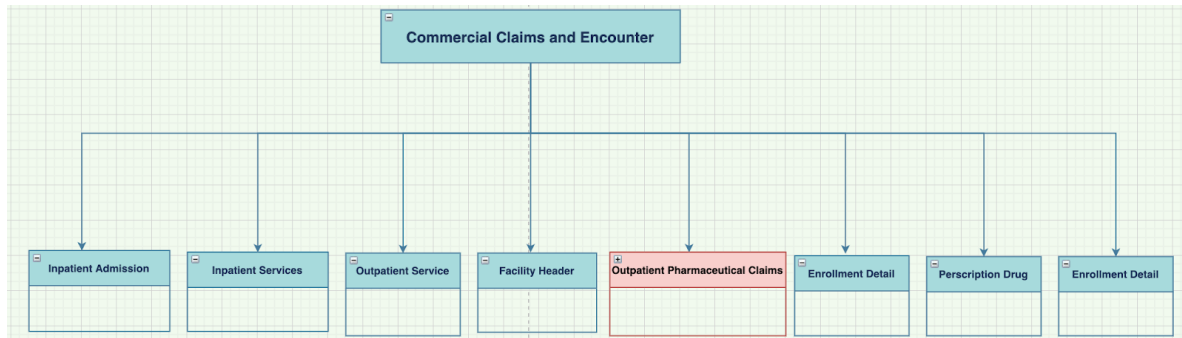 Commercial Claims and Encounter
Inpatient Admission
Inpatient Services
Outpatient Service
Facility Header
Outpatient Pharmaceutical Claims
Enrollment Detail
Perscription Drug
Enrollment Detail